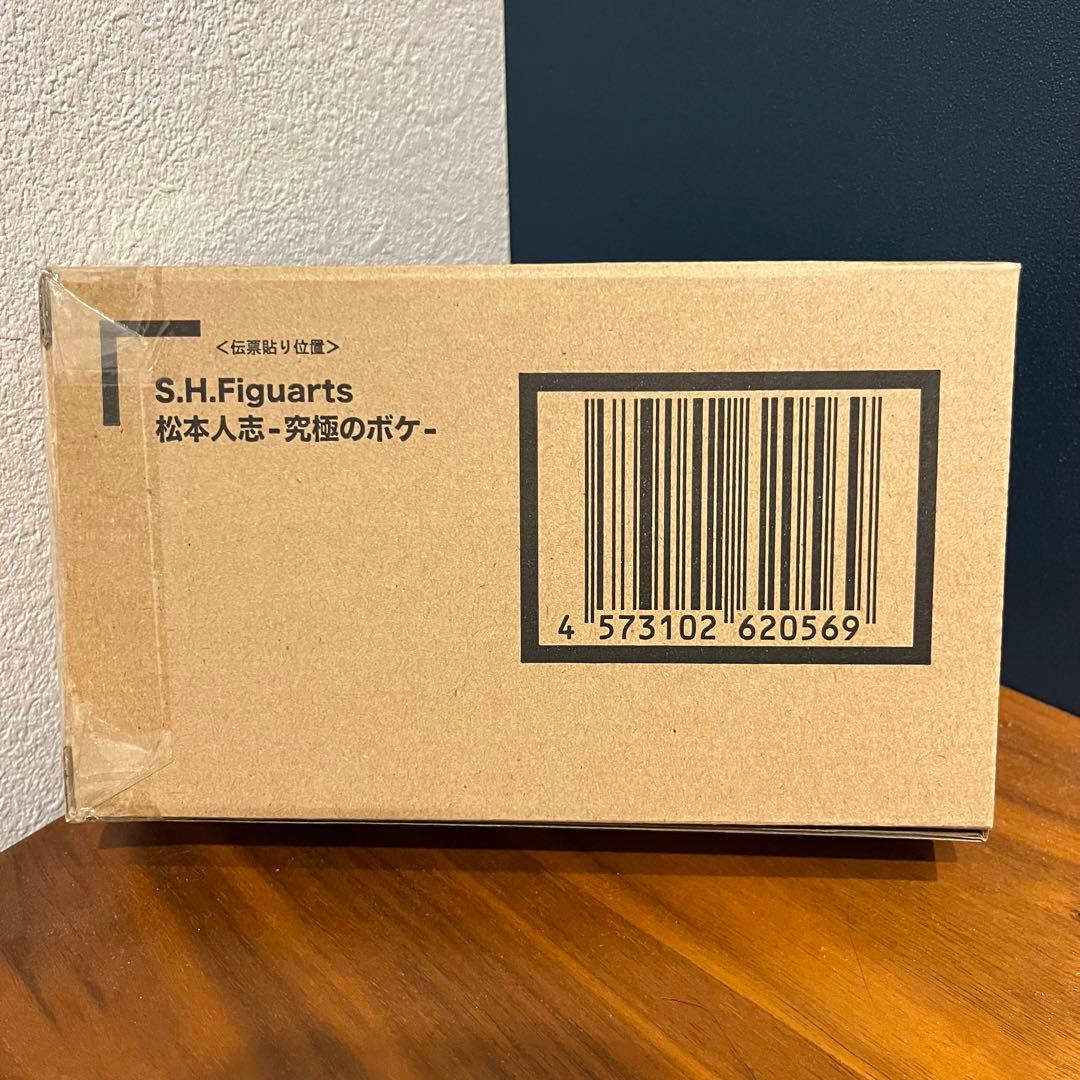 <伝票貼り位置>
S.H.Figuarts
松本人志-究極のボケ-
4 573102 620569